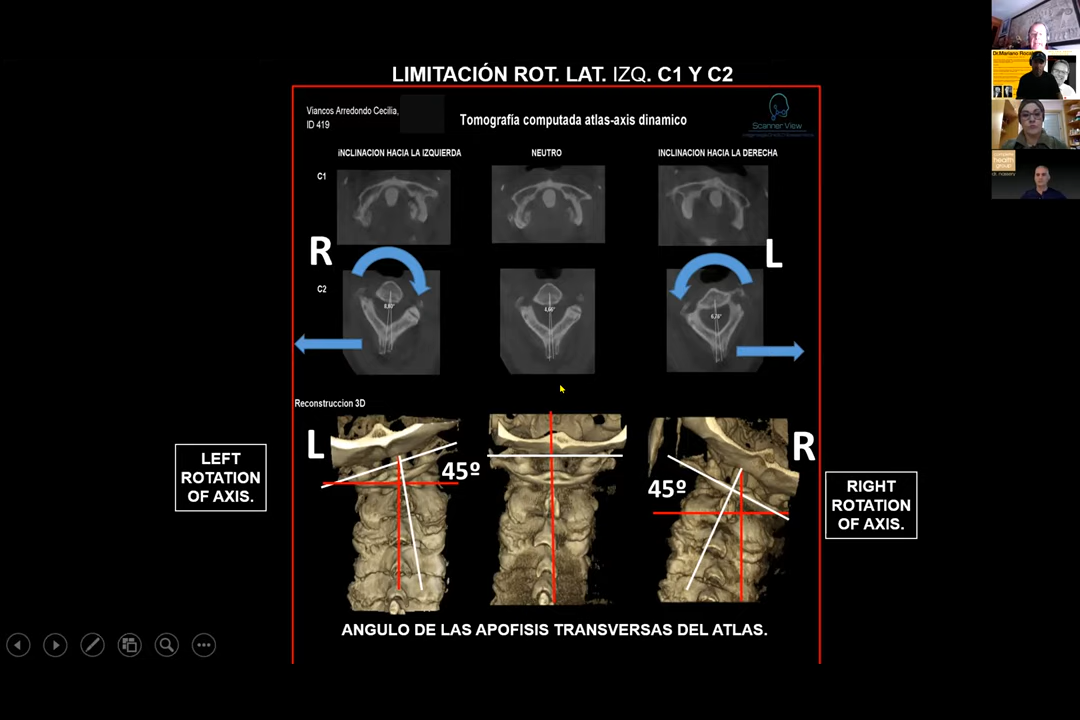 LIMITACIÓN ROT. LAT. IZQ. C1 Y C2
Viancos Arredondo Cecilia,
ID 419
Tomografía computada atlas-axis dinamico
Scanner View
INCLINACION HACIA LA IZQUIERDA
NEUTRO
INCLINACION HACIA LA DERECHA
C1
R
L
C2
Reconstruccion 3D
L
45º
45º
R
LEFT
ROTATION
OF AXIS.
RIGHT
ROTATION
OF AXIS.
ANGULO DE LAS APOFISIS TRANSVERSAS DEL ATLAS.
health
group